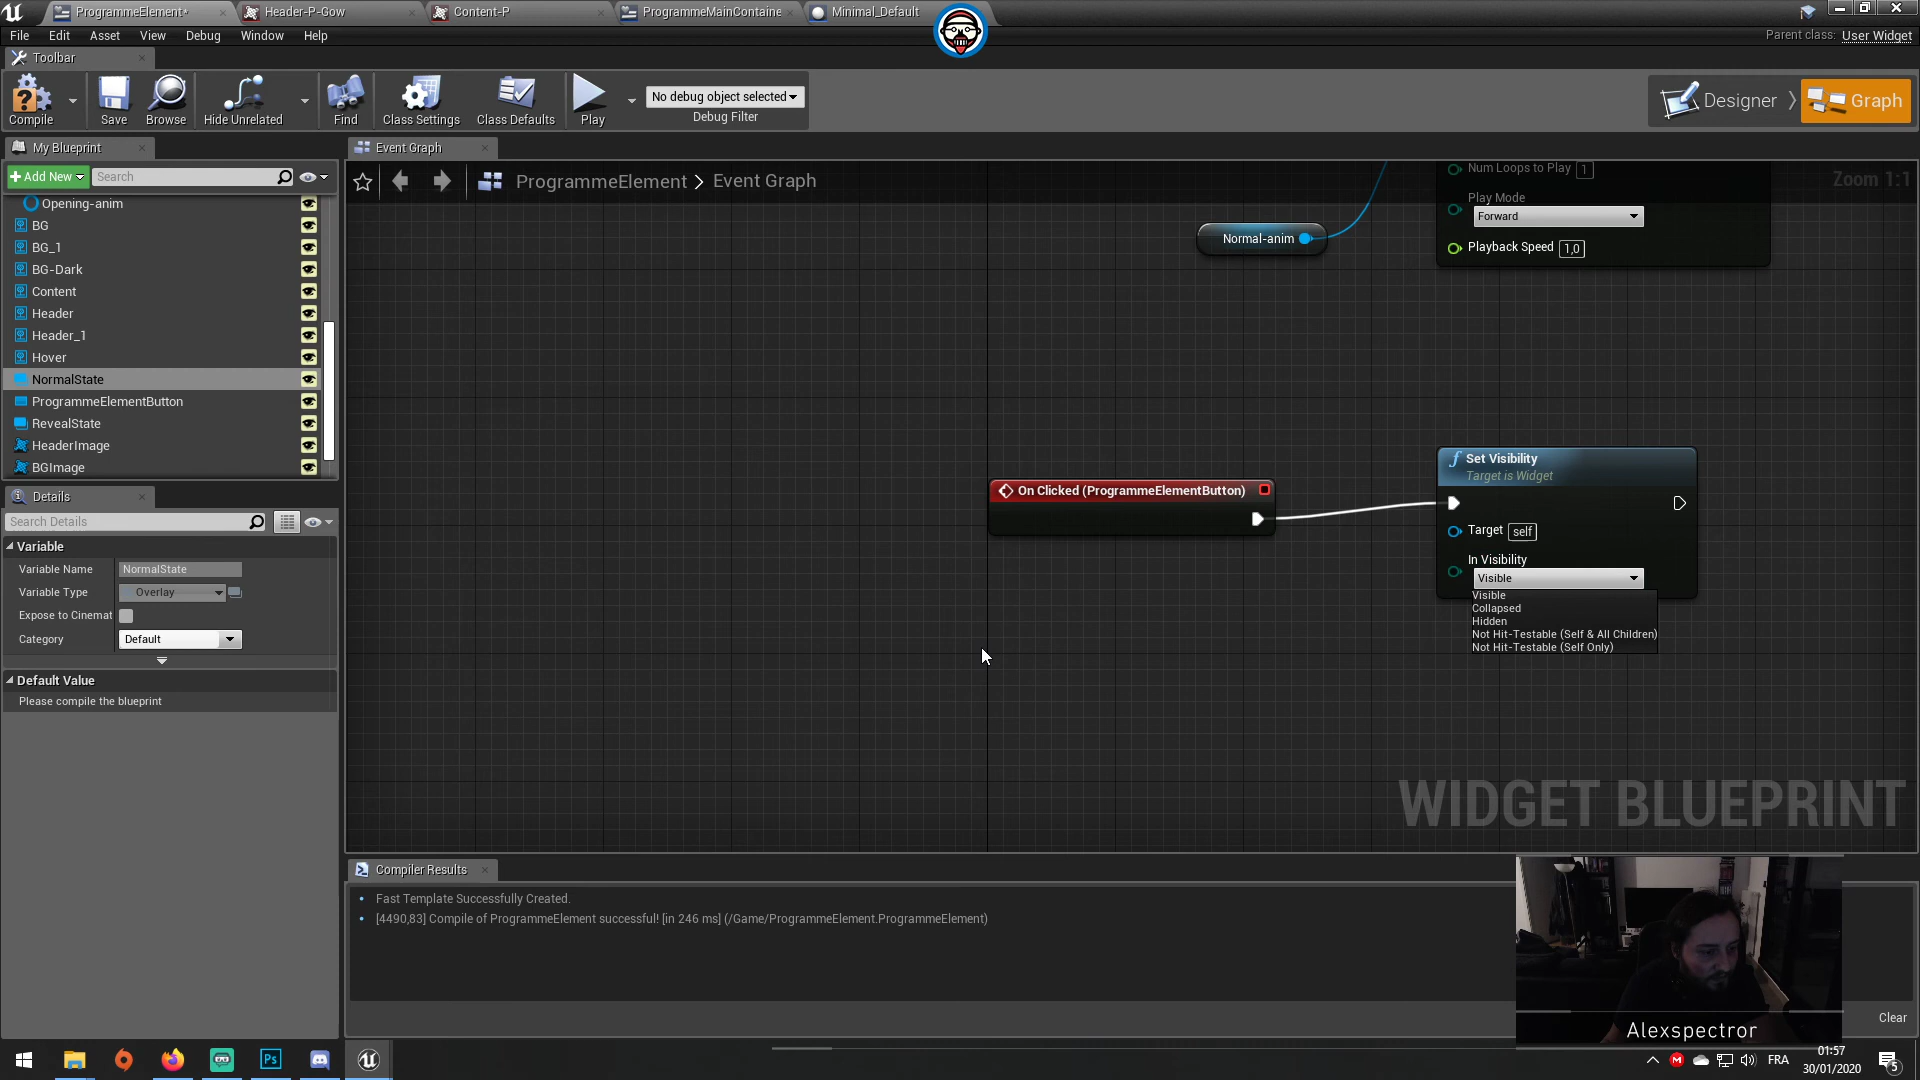 ProgrammeElement*
Header-P-Gow
Content-P
ProgrammeMainContaine
Minimal_Default
File
Edit
Asset
View
Debug
Window
Help
Parent class: User Widget
Toolbar
Compile
Save
Browse
Hide Unrelated
Find
Class Settings
Class Defaults
Play
No debug object selected
Debug Filter
Designer
Graph
My Blueprint
Event Graph
+Add New
Search
ProgrammeElement > Event Graph
Zoom 1:1
Opening-anim
BG
BG_1
BG-Dark
Content
Header
Header_1
Hover
NormalState
ProgrammeElementButton
RevealState
HeaderImage
BGImage
Num Loops to Play 1
Play Mode
Forward
Playback Speed 1,0
Normal-anim
Set Visibility
Target is Widget
On Clicked (ProgrammeElementButton)
Target self
In Visibility
Visible
Visible
Collapsed
Hidden
Not Hit-Testable (Self & All Children)
Not Hit-Testable (Self Only)
Details
Search Details
Variable
Variable Name NormalState
Variable Type Overlay
Expose to Cinemat
Category Default
Default Value
Please compile the blueprint
WIDGET BLUEPRINT
Compiler Results
Fast Template Successfully Created.
[4490,83] Compile of ProgrammeElement successful! [in 246 ms] (/Game/ProgrammeElement.ProgrammeElement)
Clear
Alexspectror
Ps
FRA
01:57
30/01/2020
5